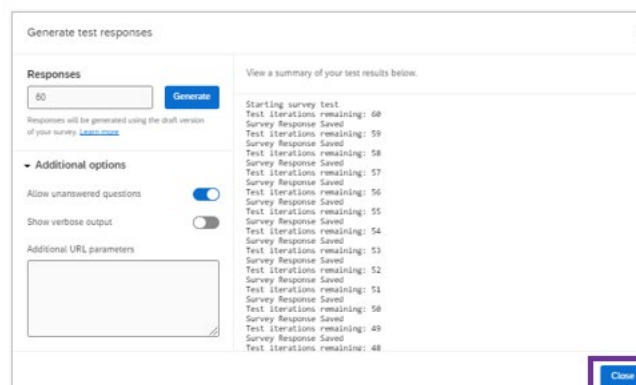 Generate test responses
Responses
60
Generate
Responses will be generated using the draft version
of your survey. Learn more
Additional options
Allow unanswered questions
Show verbose output
Additional URL parameters
View a summary of your test results below.
Starting survey test
Test iterations remaining: 60
Survey Response Saved
Test iterations remaining: 59
Survey Response Saved
Test iterations remaining: 58
Survey Response Saved
Test iterations remaining: 57
Survey Response Saved
Test iterations remaining: 56
Survey Response Saved
Test iterations remaining: 55
Survey Response Saved
Test iterations remaining: 54
Survey Response Saved
Test iterations remaining: 53
Survey Response Saved
Test iterations remaining: 52
Survey Response Saved
Test iterations remaining: 51
Survey Response Saved
Test iterations remaining: 50
Survey Response Saved
Test iterations remaining: 49
Survey Response Saved
Test iterations remaining: 48
Close